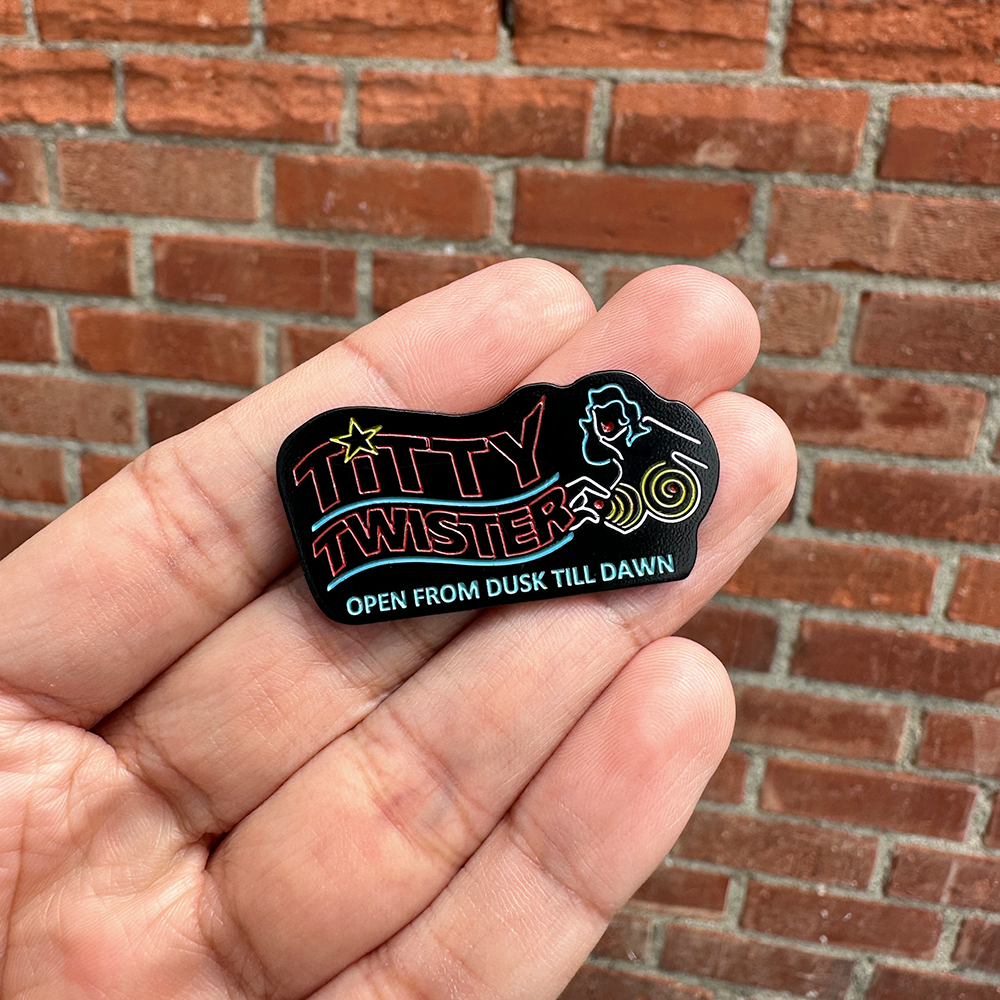 TiTTY
TWISTER
OPEN FROM DUSK TILL DAWN